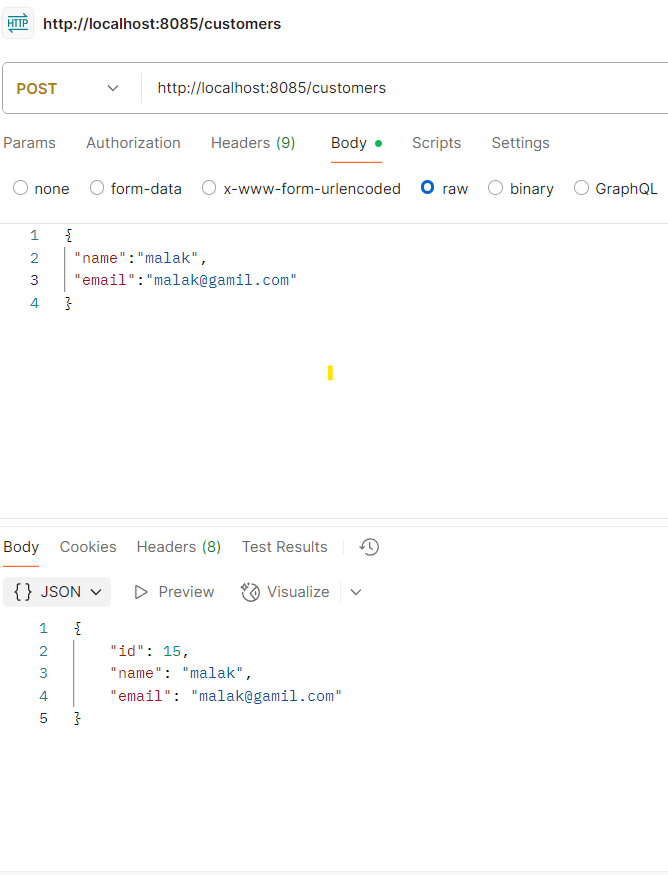 HTTP http://localhost:8085/customers
POST http://localhost:8085/customers
Params Authorization Headers (9) Body Scripts Settings
none form-data x-www-form-urlencoded raw binary GraphQL
1 {
2 "name":"malak",
3 "email":"malak@gamil.com"
4 }
Body Cookies Headers (8) Test Results
{} JSON Preview Visualize
1 {
2 "id": 15,
3 "name": "malak",
4 "email": "malak@gamil.com"
5 }